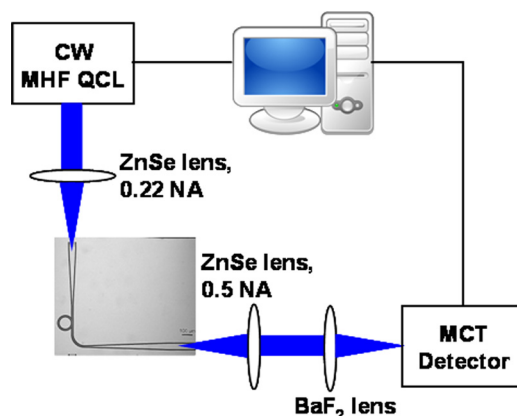 CW
MHF QCL
ZnSe lens,
0.22 NA
ZnSe lens,
0.5 NA
MCT
Detector
BaF₂ lens